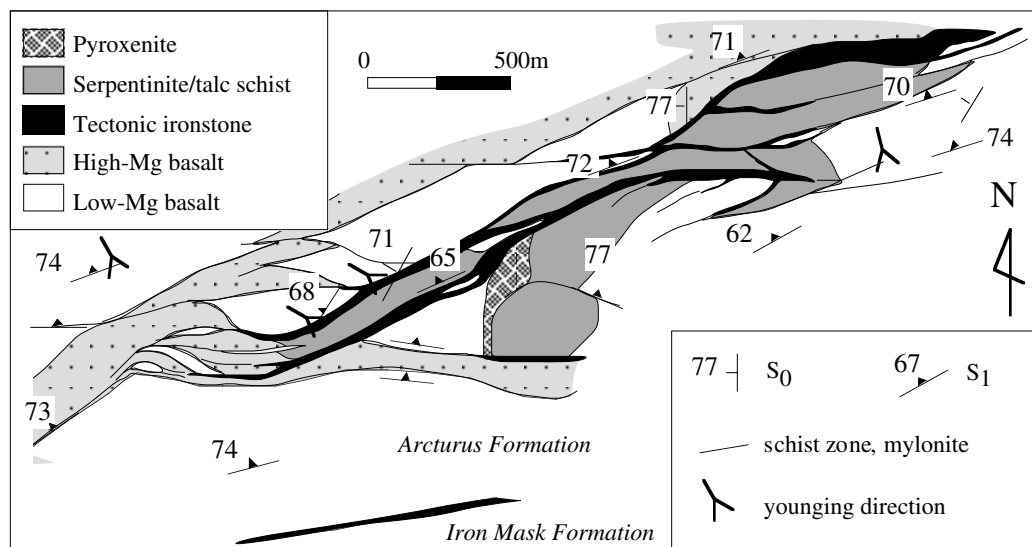 Pyroxenite
Serpentinite/talc schist
Tectonic ironstone
High-Mg basalt
Low-Mg basalt
0 500m
71
77
70
74
72
N
62
77
71
65
68
74
73
74
Arcturus Formation
Iron Mask Formation
77 S0 67 S1
schist zone, mylonite
younging direction